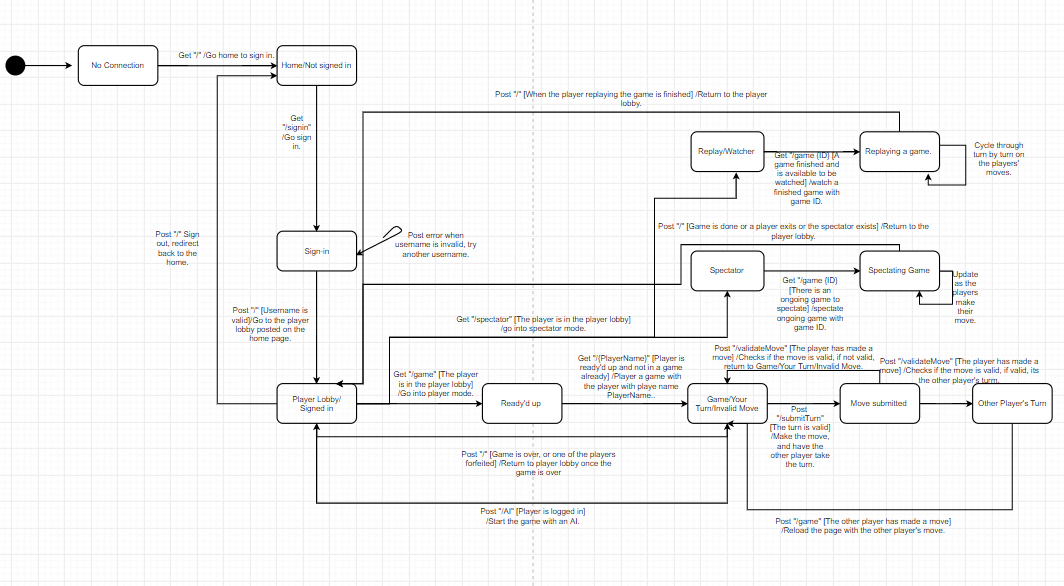 No Connection
Get "/" /Go home to sign in.
Home/Not signed in
Get
"/signin"
/Go sign
in.
Post "/" [When the player replaying the game is finished] /Return to the player
lobby.
Replay/Watcher
Get "/game {ID} [A
game finished and
is available to be
watched] /watch a
finished game with
game ID.
Replaying a game.
Cycle through
turn by turn on
the players'
moves.
Post "/" Sign
out, redirect
back to the
home.
Sign-in
Post error when
username is invalid, try
another username.
Post "/" [Game is done or a player exits or the spectator exists] /Return to the
player lobby.
Spectator
Get "/game {ID}
[There is an
ongoing game to
spectate] /spectate
ongoing game with
game ID.
Spectating Game
Update
as the
players
make
their
move.
Post "/" [Username is
valid]/Go to the player
lobby posted on the
home page.
Get "/spectator" [The player is in the player lobby]
/go into spectator mode.
Player Lobby/
Signed in
Get "/game" [The player
is in the player lobby]
/Go into player mode.
Ready'd up
Get "/{PlayerName}" [Player is
ready'd up and not in a game
already] /Player a game with
the player with playe name
PlayerName..
Post "/validateMove" [The player has made a
move] /Checks if the move is valid, if not valid,
return to Game/Your Turn/Invalid Move.
Game/Your
Turn/Invalid Move
Post
"/submitTurn"
[The turn is valid]
/Make the move,
and have the
other player take
the turn.
Move submitted
Post "/validateMove" [The player has made a
move] /Checks if the move is valid, if valid, its
the other player's turn.
Other Player's Turn
Post "/" [Game is over, or one of the players
forfeited] /Return to player lobby once the
game is over
Post "/AI" [Player is logged in]
/Start the game with an AI.
Post "/game" [The other player has made a move]
/Reload the page with the other player's move.